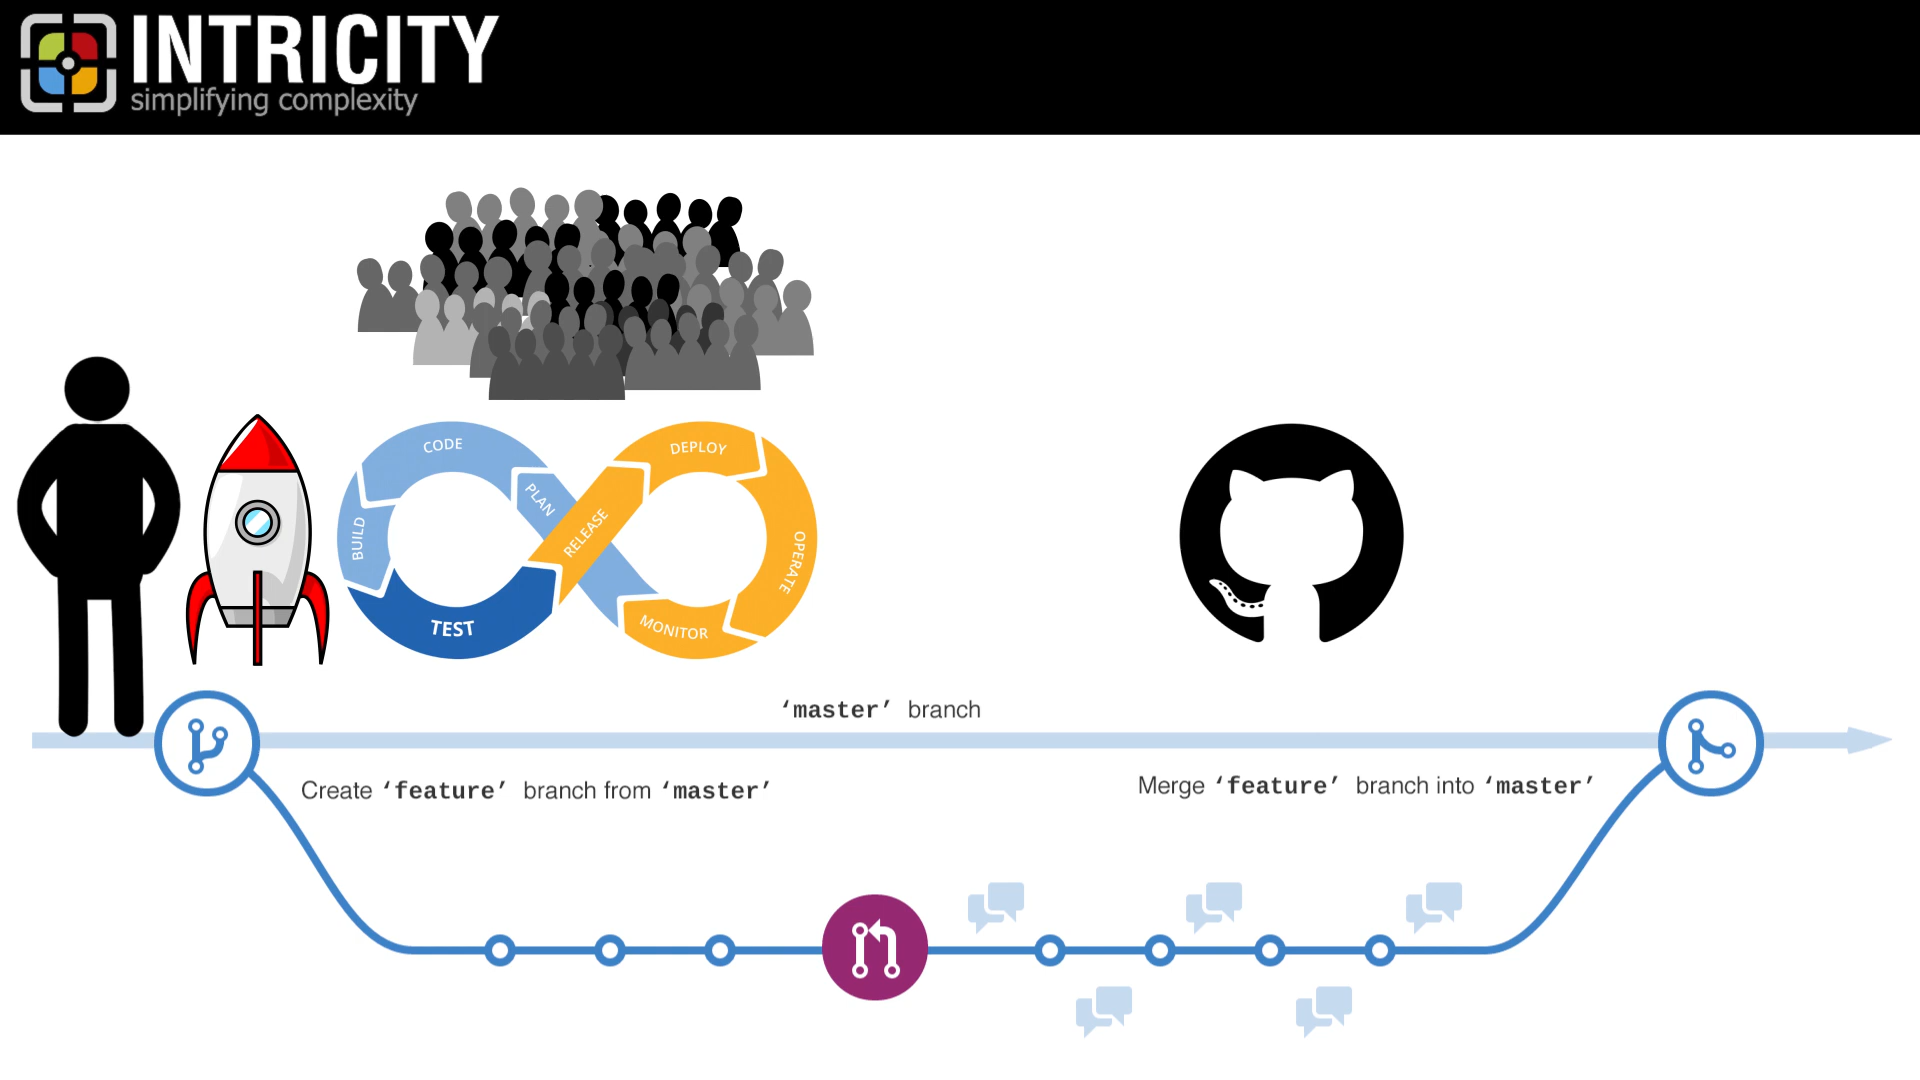 INTRICITY
simplifying complexity
CODE
DEPLOY
PLAN
BUILD
RELEASE
OPERATE
TEST
MONITOR
‘master’ branch
Create ‘feature’ branch from ‘master’
Merge ‘feature’ branch into ‘master’